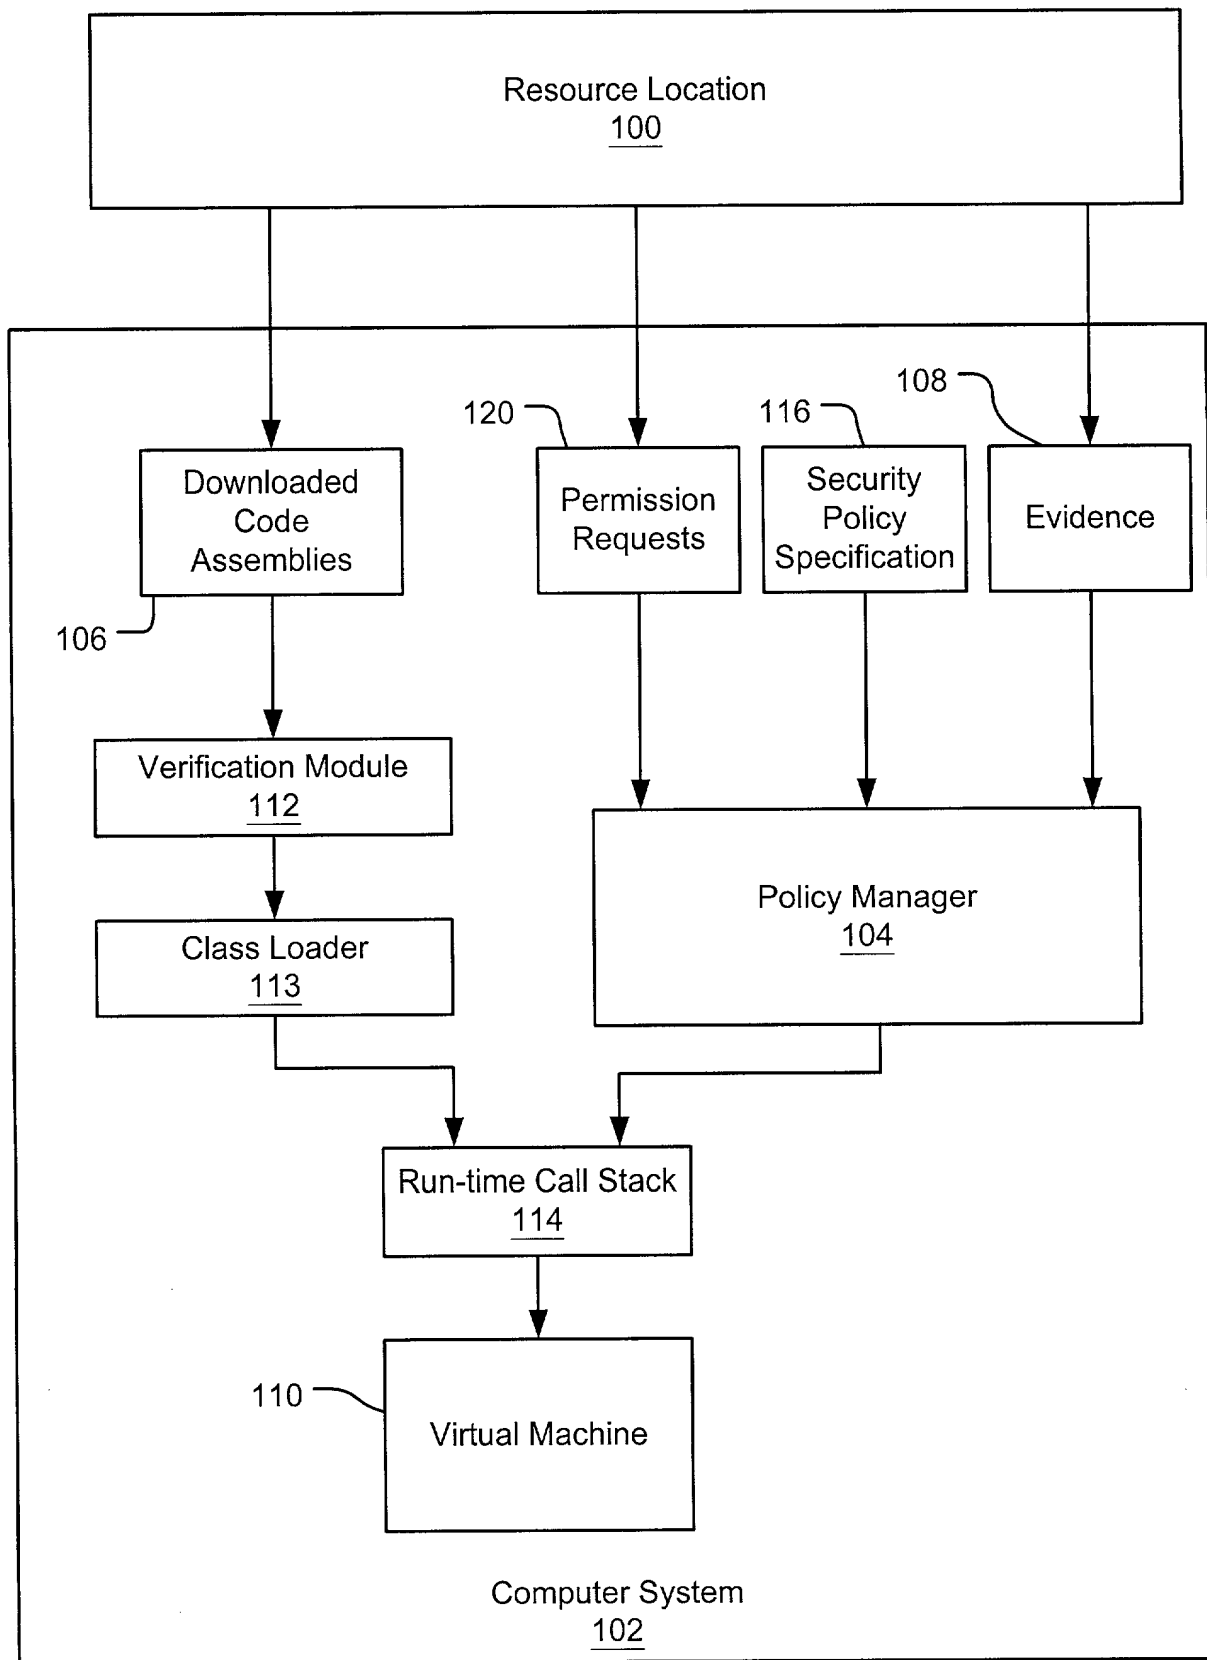 Resource Location
100
108
120
116
Downloaded
Code
Assemblies
Permission
Requests
Security
Policy
Specification
Evidence
106
Verification Module
112
Policy Manager
104
Class Loader
113
Run-time Call Stack
114
110
Virtual Machine
Computer System
102